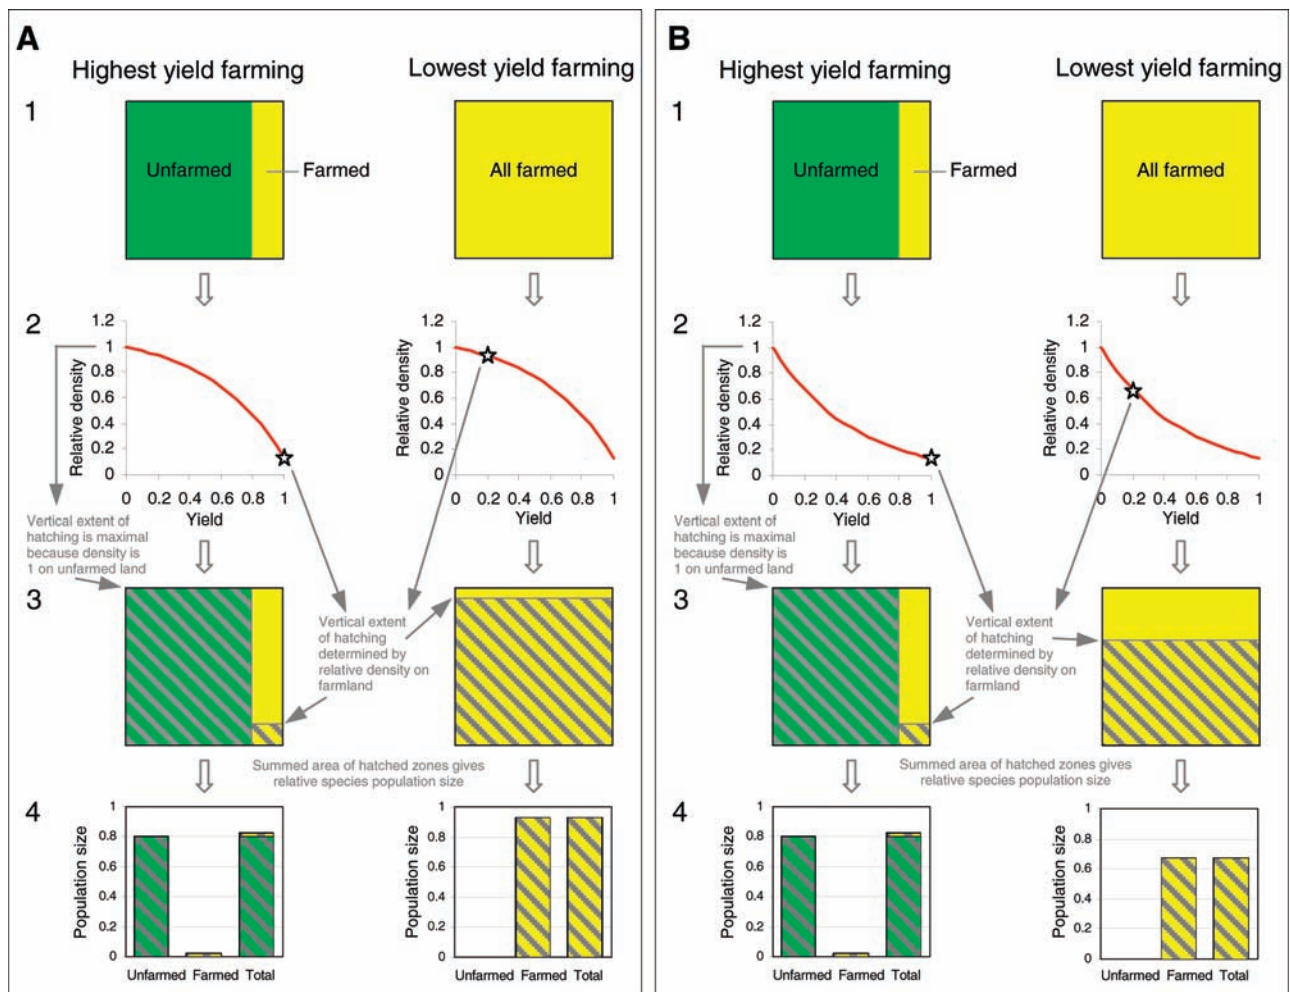 A
Highest yield farming
Lowest yield farming
1
Unfarmed
Farmed
All farmed
2
Relative density
1.2
1
0.8
0.6
0.4
0.2
0
0 0.2 0.4 0.6 0.8 1
Yield
Relative density
1.2
1
0.8
0.6
0.4
0.2
0
0 0.2 0.4 0.6 0.8 1
Yield
Vertical extent of
hatching is maximal
because density is
1 on unfarmed land
3
Vertical extent
of hatching
determined by
relative density on
farmland
Summed area of hatched zones gives
relative species population size
4
Population size
1
0.8
0.6
0.4
0.2
0
Unfarmed Farmed Total
Population size
1
0.8
0.6
0.4
0.2
0
Unfarmed Farmed Total
B
Highest yield farming
Lowest yield farming
1
Unfarmed
Farmed
All farmed
2
Relative density
1.2
1
0.8
0.6
0.4
0.2
0
0 0.2 0.4 0.6 0.8 1
Yield
Relative density
1.2
1
0.8
0.6
0.4
0.2
0
0 0.2 0.4 0.6 0.8 1
Yield
Vertical extent of
hatching is maximal
because density is
1 on unfarmed land
3
Vertical extent
of hatching
determined by
relative density on
farmland
Summed area of hatched zones gives
relative species population size
4
Population size
1
0.8
0.6
0.4
0.2
0
Unfarmed Farmed Total
Population size
1
0.8
0.6
0.4
0.2
0
Unfarmed Farmed Total